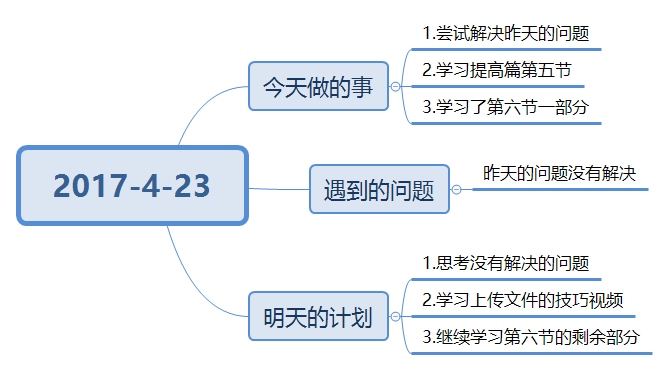 2017-4-23
今天做的事
1.尝试解决昨天的问题
2.学习提高篇第五节
3.学习了第六节一部分
遇到的问题
昨天的问题没有解决
明天的计划
1.思考没有解决的问题
2.学习上传文件的技巧视频
3.继续学习第六节的剩余部分